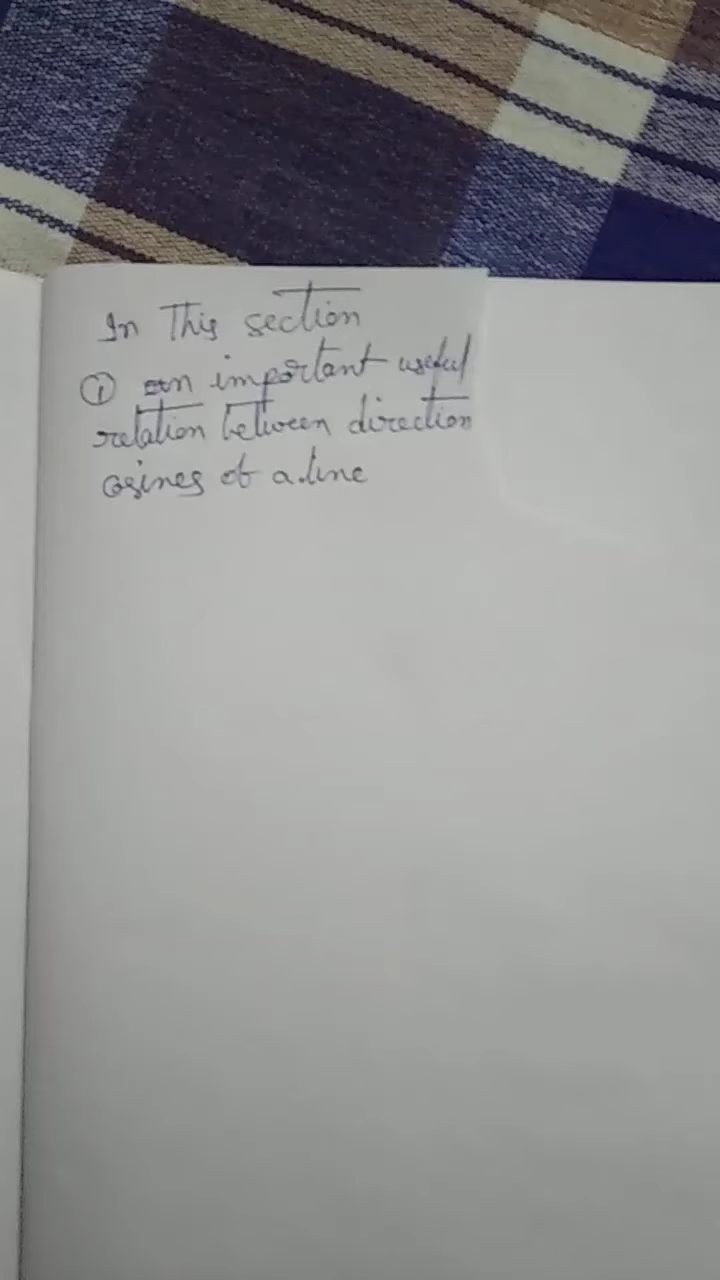 In This section
① an important useful
relation between direction
cosines of a line